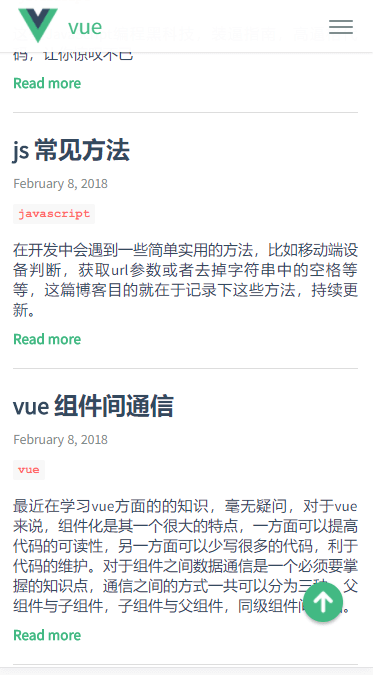 vue
码，让你惊叹不已
Read more
js 常见方法
February 8, 2018
javascript
在开发中会遇到一些简单实用的方法，比如移动端设
备判断，获取url参数或者去掉字符串中的空格等
等，这篇博客目的就在于记录下这些方法，持续更
新。
Read more
vue 组件间通信
February 8, 2018
vue
最近在学习vue方面的的知识，毫无疑问，对于vue
来说，组件化是其一个很大的特点，一方面可以提高
代码的可读性，另一方面可以少写很多的代码，利于
代码的维护。对于组件之间数据通信是一个必须要掌
握的知识点，通信之间的方式一共可以分为三种，父
组件与子组件，子组件与父组件，同级组件间 。
Read more